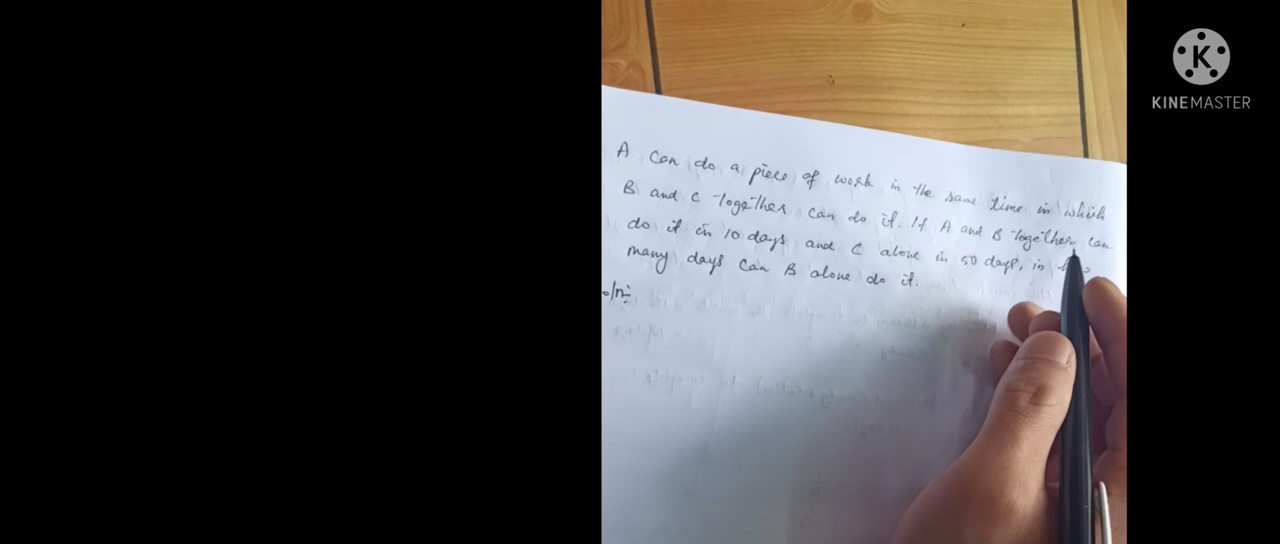 A can do a piece of work in the same time in which
B and C together can do it. If A and B together can
do it in 10 days, and C alone in 50 days, in
many days can B alone do it.
o/n:-
K
KINEMASTER